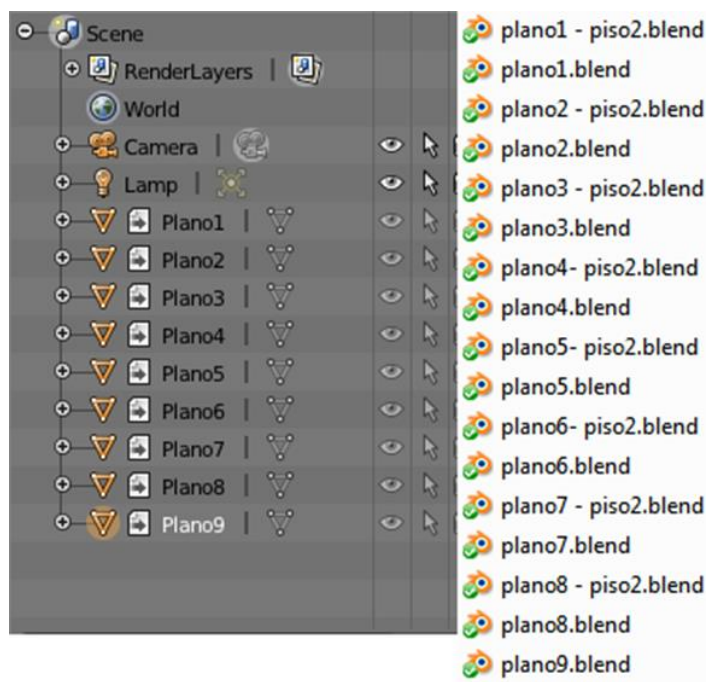 Scene
RenderLayers |
World
Camera |
Lamp |
Plano1 |
Plano2 |
Plano3 |
Plano4 |
Plano5 |
Plano6 |
Plano7 |
Plano8 |
Plano9 |
plano1 - piso2.blend
plano1.blend
plano2 - piso2.blend
plano2.blend
plano3 - piso2.blend
plano3.blend
plano4- piso2.blend
plano4.blend
plano5- piso2.blend
plano5.blend
plano6- piso2.blend
plano6.blend
plano7 - piso2.blend
plano7.blend
plano8 - piso2.blend
plano8.blend
plano9.blend